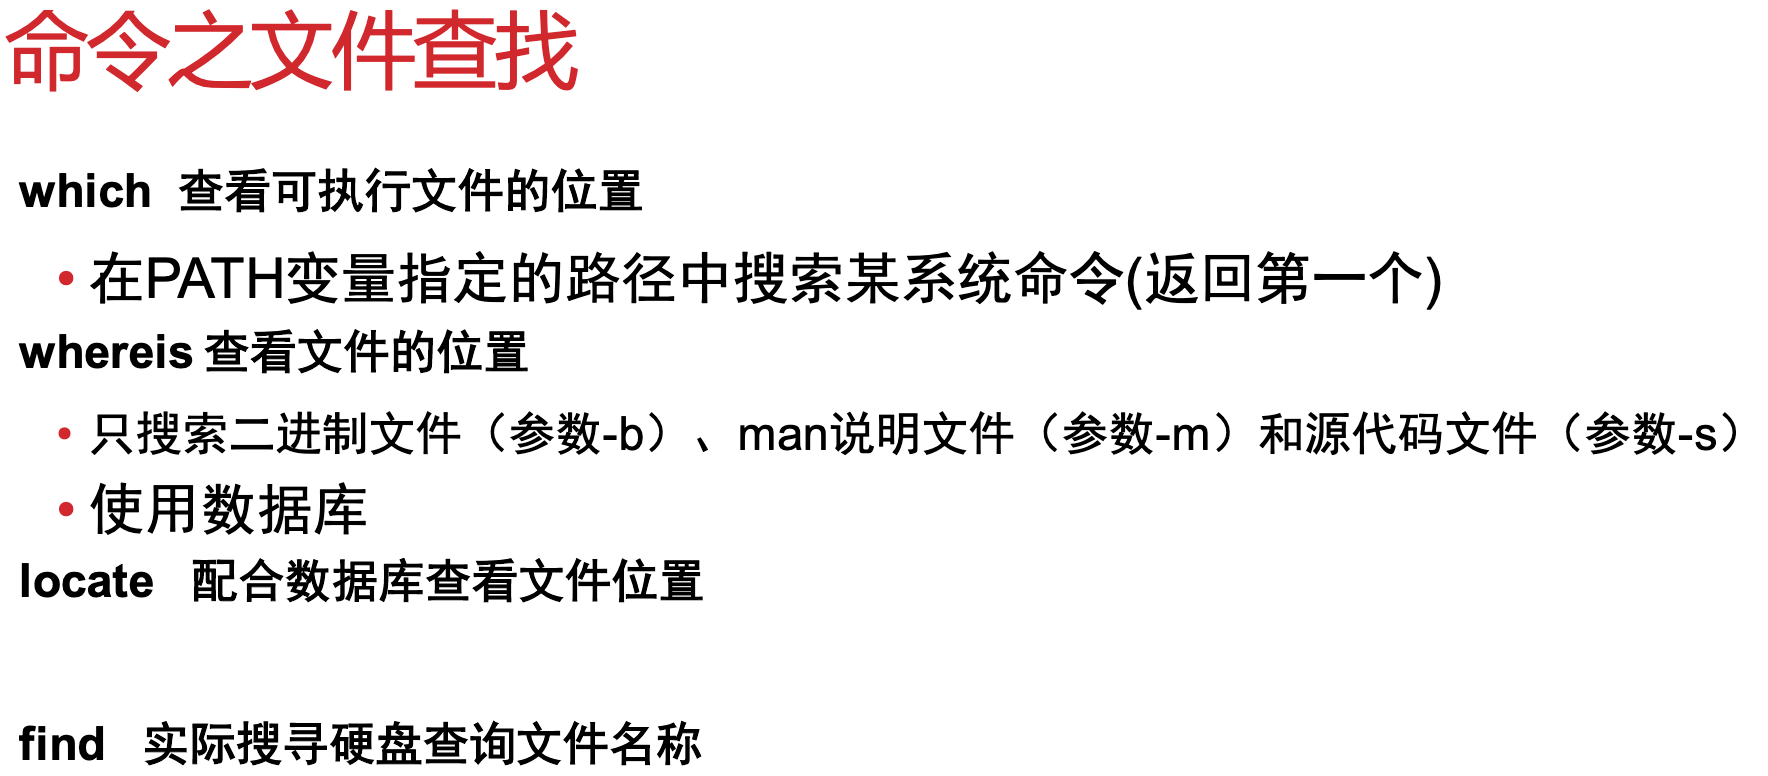 命令之文件查找
which 查看可执行文件的位置
• 在PATH变量指定的路径中搜索某系统命令(返回第一个)
whereis 查看文件的位置
• 只搜索二进制文件（参数-b）、man说明文件（参数-m）和源代码文件（参数-s）
• 使用数据库
locate 配合数据库查看文件位置
find 实际搜寻硬盘查询文件名称